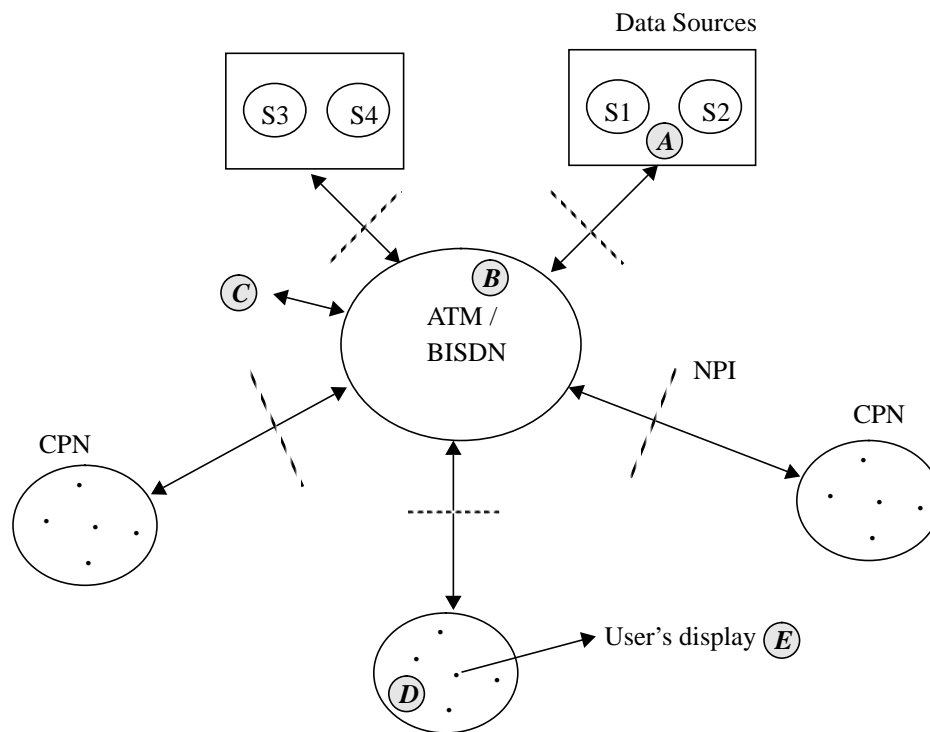 Data Sources
S3 S4
S1 S2
A
B
C
ATM /
BISDN
NPI
CPN
CPN
User's display E
D